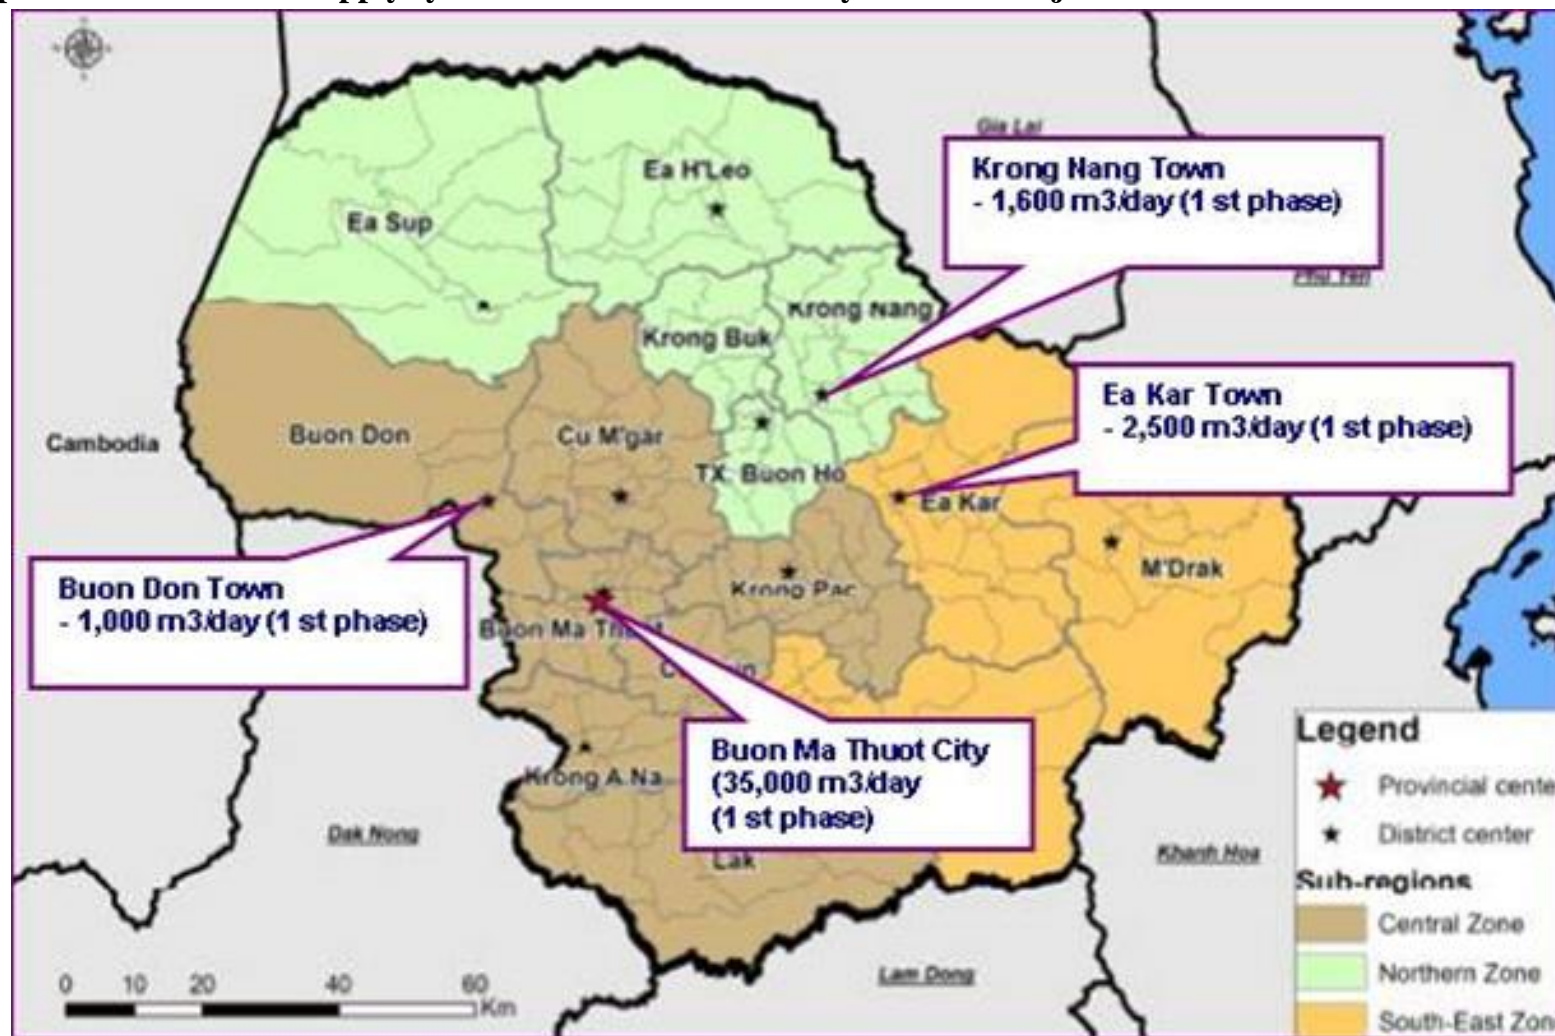 Gia Lai
Krong Nang Town
- 1,600 m3/day (1 st phase)
Ea H'Leo
Ea Sup
Phu Yen
Krong Nang
Krong Buk
Ea Kar Town
- 2,500 m3/day (1 st phase)
Cambodia
Buon Don
Cu M'gar
TX. Buon Ho
Ea Kar
M'Drak
Buon Don Town
- 1,000 m3/day (1 st phase)
Krong Pac
Buon Ma Thuot
Buon Ma Thuot City
(35,000 m3/day
(1 st phase)
Krong A Na
Lak
Dak Nong
Khanh Hoa
Lam Dong
Legend
Provincial cente
District center
Sub-regions
Central Zone
Northern Zone
South-East Zon
0 10 20 40 60
Km